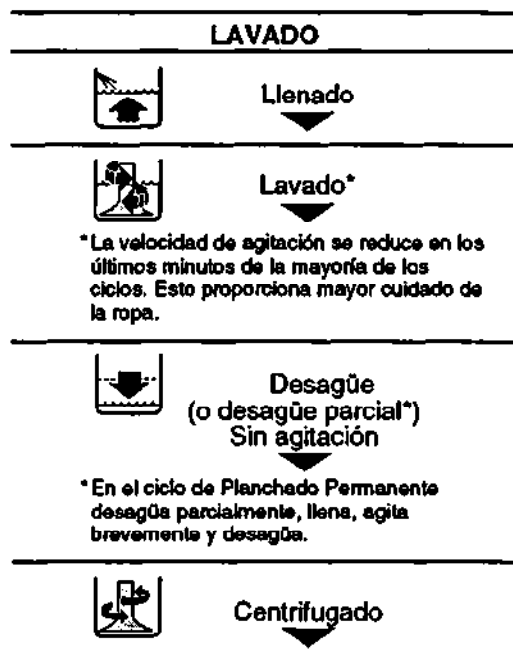 LAVADO
Llenado
Lavado*
*La velocidad de agitación se reduce en los
últimos minutos de la mayoría de los
ciclos. Esto proporciona mayor cuidado de
la ropa.
Desagüe
(o desagüe parcial*)
Sin agitación
*En el ciclo de Planchado Permanente
desagüa parcialmente, llena, agita
brevemente y desagüa.
Centrifugado